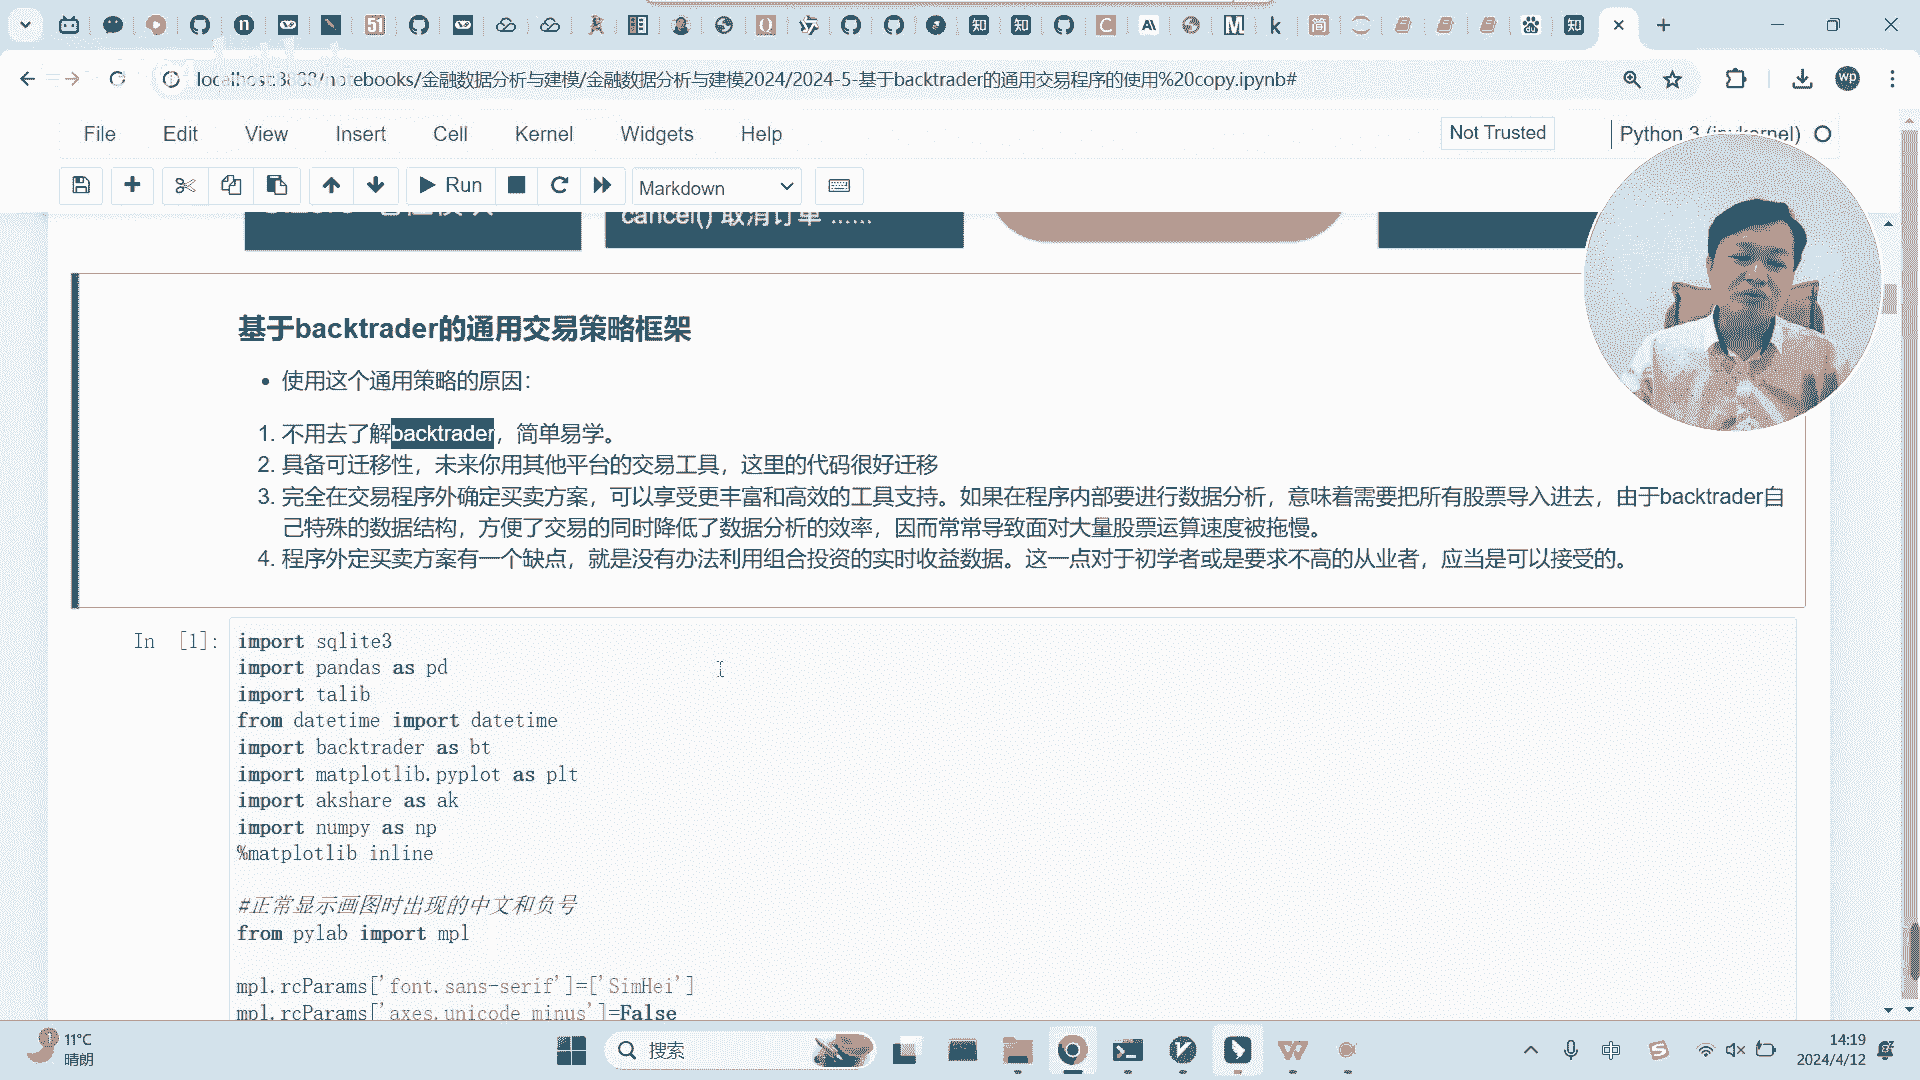 localhost:8888/notebooks/金融数据分析与建模/金融数据分析与建模2024/2024-5-基于backtrader的通用交易程序的使用%20copy.ipynb#
wp
File Edit View Insert Cell Kernel Widgets Help
Not Trusted
Python 3 (ipykernel)
Run
Markdown
cancel() 取消订单 ......
基于backtrader的通用交易策略框架
• 使用这个通用策略的原因：
1. 不用去了解backtrader，简单易学。
2. 具备可迁移性，未来你用其他平台的交易工具，这里的代码很好迁移
3. 完全在交易程序外确定买卖方案，可以享受更丰富和高效的工具支持。如果在程序内部要进行数据分析，意味着需要把所有股票导入进去，由于backtrader自
己特殊的数据结构，方便了交易的同时降低了数据分析的效率，因而常常导致面对大量股票运算速度被拖慢。
4. 程序外定买卖方案有一个缺点，就是没有办法利用组合投资的实时收益数据。这一点对于初学者或是要求不高的从业者，应当是可以接受的。
In [1]:
import sqlite3
import pandas as pd
import talib
from datetime import datetime
import backtrader as bt
import matplotlib.pyplot as plt
import akshare as ak
import numpy as np
%matplotlib inline
#正常显示画图时出现的中文和负号
from pylab import mpl
mpl.rcParams['font.sans-serif']=['SimHei']
mpl.rcParams['axes.unicode_minus']=False
11°C
晴朗
搜索
中
14:19
2024/4/12